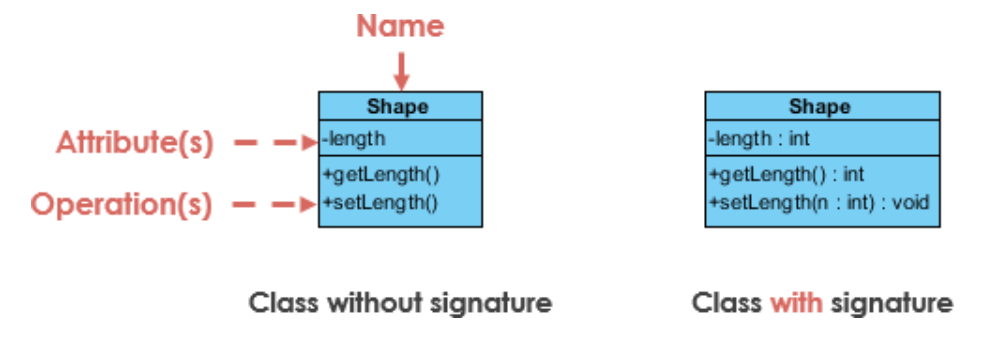 Name
Shape
Attribute(s)
-length
+getLength()
Operation(s)
+setLength()
Class without signature
Shape
-length : int
+getLength() : int
+setLength(n : int) : void
Class with signature